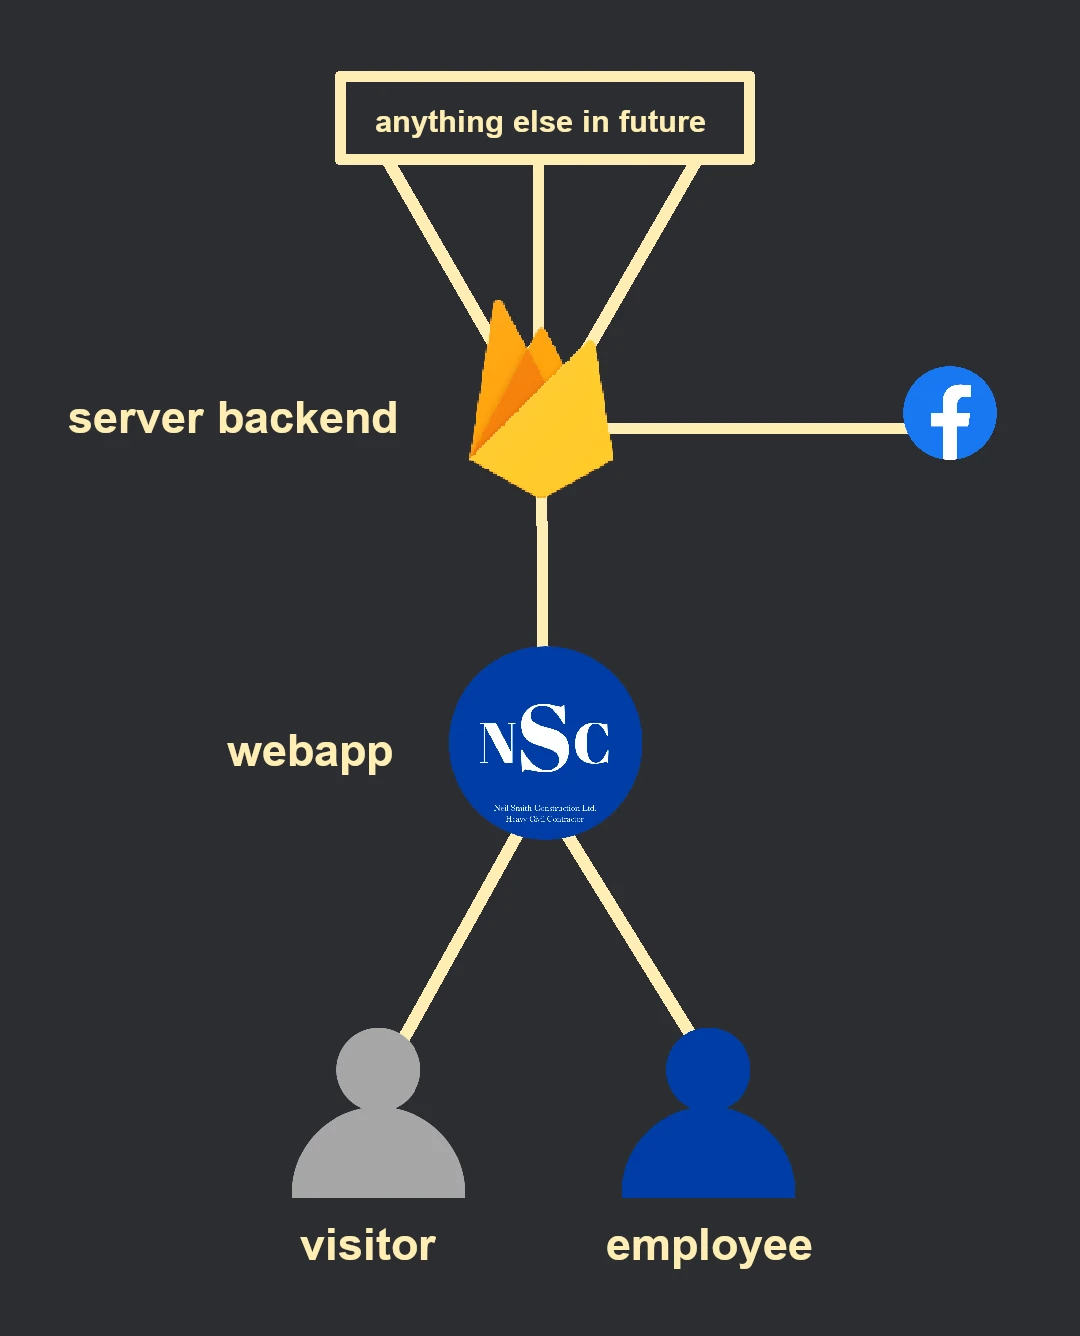 anything else in future
server backend
f
webapp
NSC
Neil Smith Construction Ltd.
Heavy Civil Contractor
visitor
employee